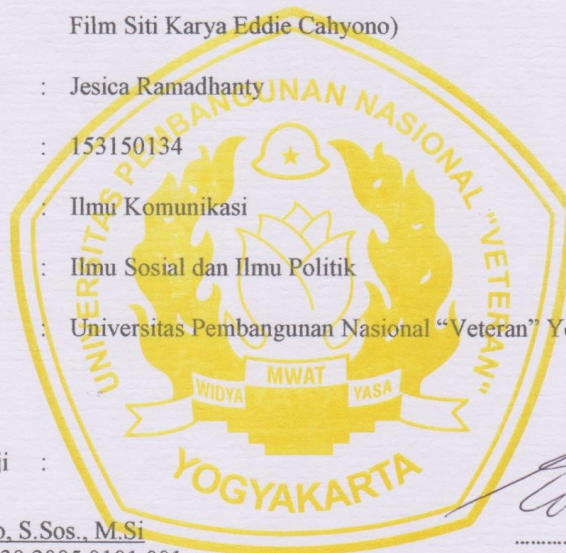 Film Siti Karya Eddie Cahyono)
: Jesica Ramadhanty
: 153150134
: Ilmu Komunikasi
: Ilmu Sosial dan Ilmu Politik
: Universitas Pembangunan Nasional “Veteran”
:
S.Sos., M.Si
UNIVERSITAS PEMBANGUNAN NASIONAL "VETERAN"
WIDYA MWAT YASA
YOGYAKARTA